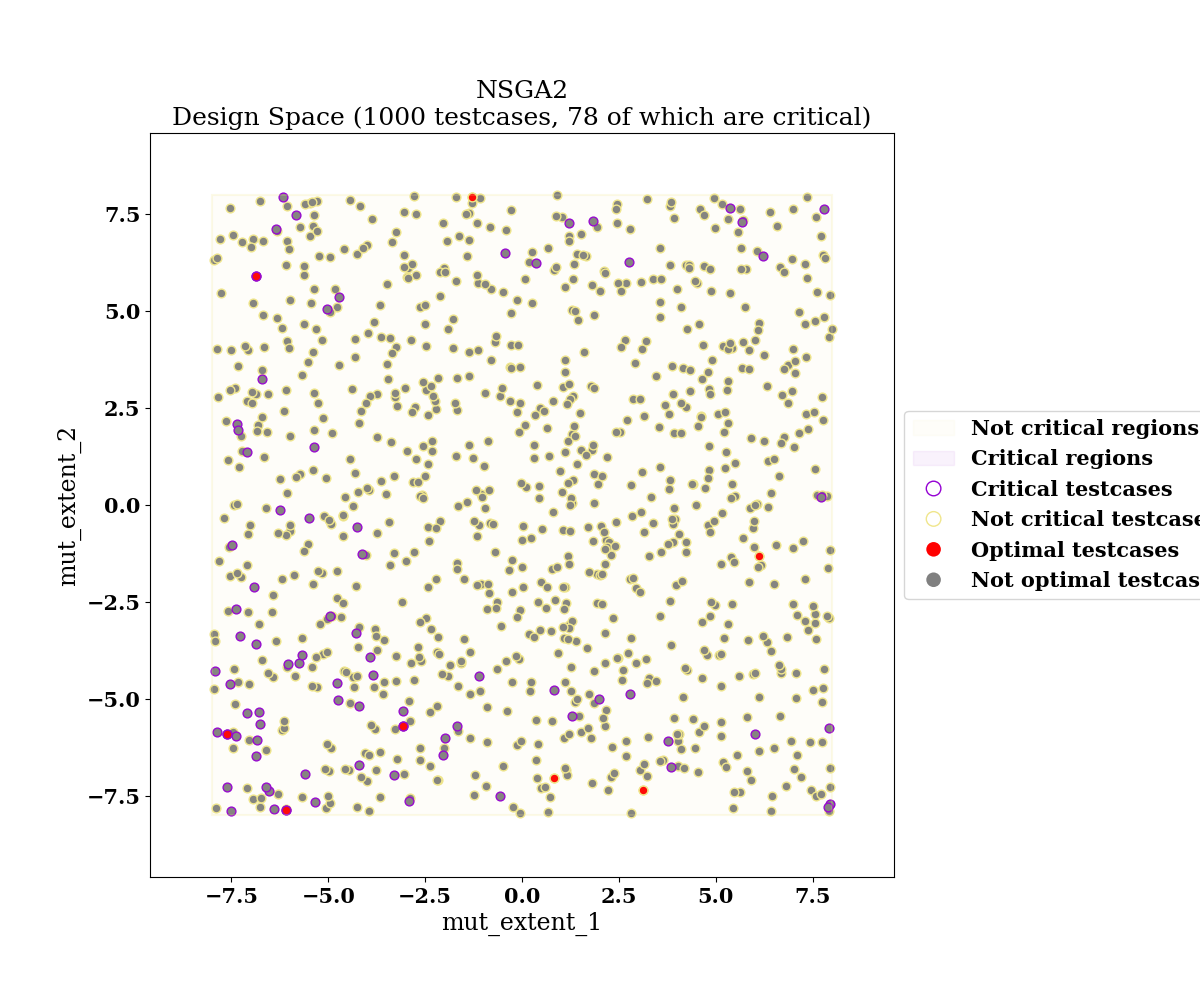 NSGA2
Design Space (1000 testcases, 78 of which are critical)
7.5
5.0
2.5
0.0
−2.5
−5.0
−7.5
mut_extent_2
−7.5 −5.0 −2.5 0.0 2.5 5.0 7.5
mut_extent_1
Not critical regions
Critical regions
Critical testcases
Not critical testcase
Optimal testcases
Not optimal testcas